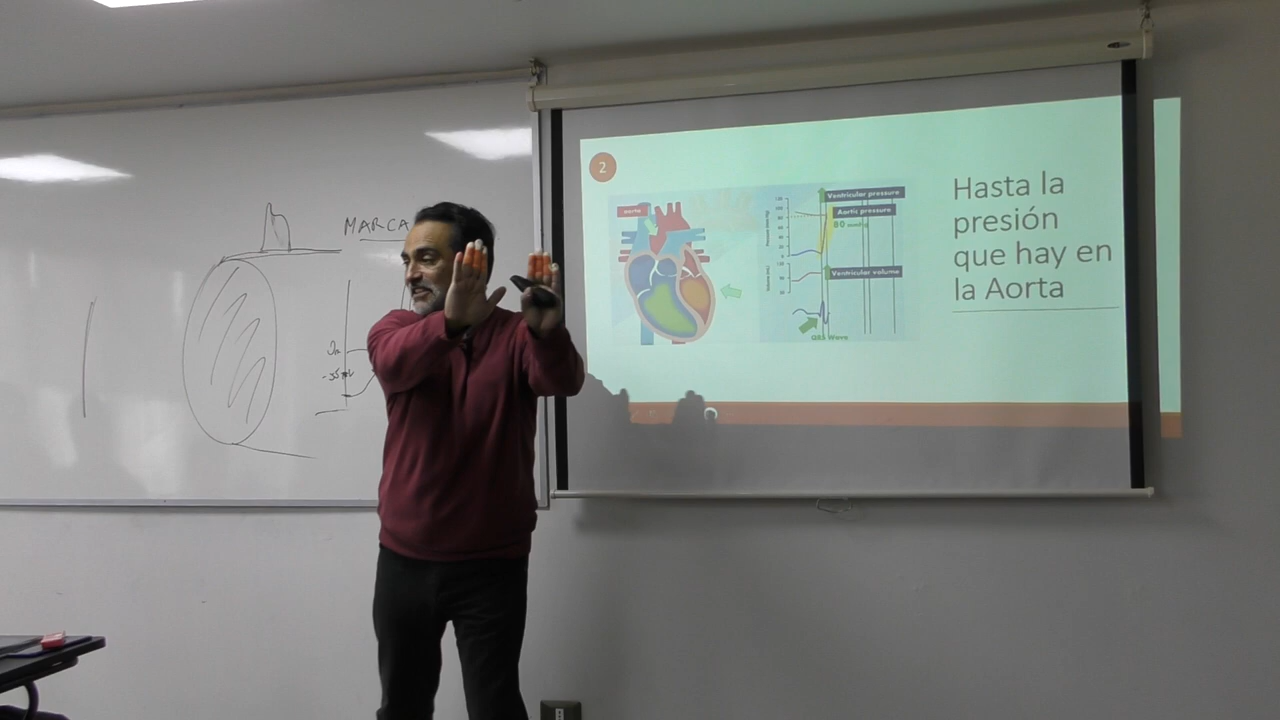 MARCA
2
aorta
Ventricular pressure
Aortic pressure
80 mmHg
Ventricular volume
QRS Wave
Hasta la
presión
que hay en
la Aorta